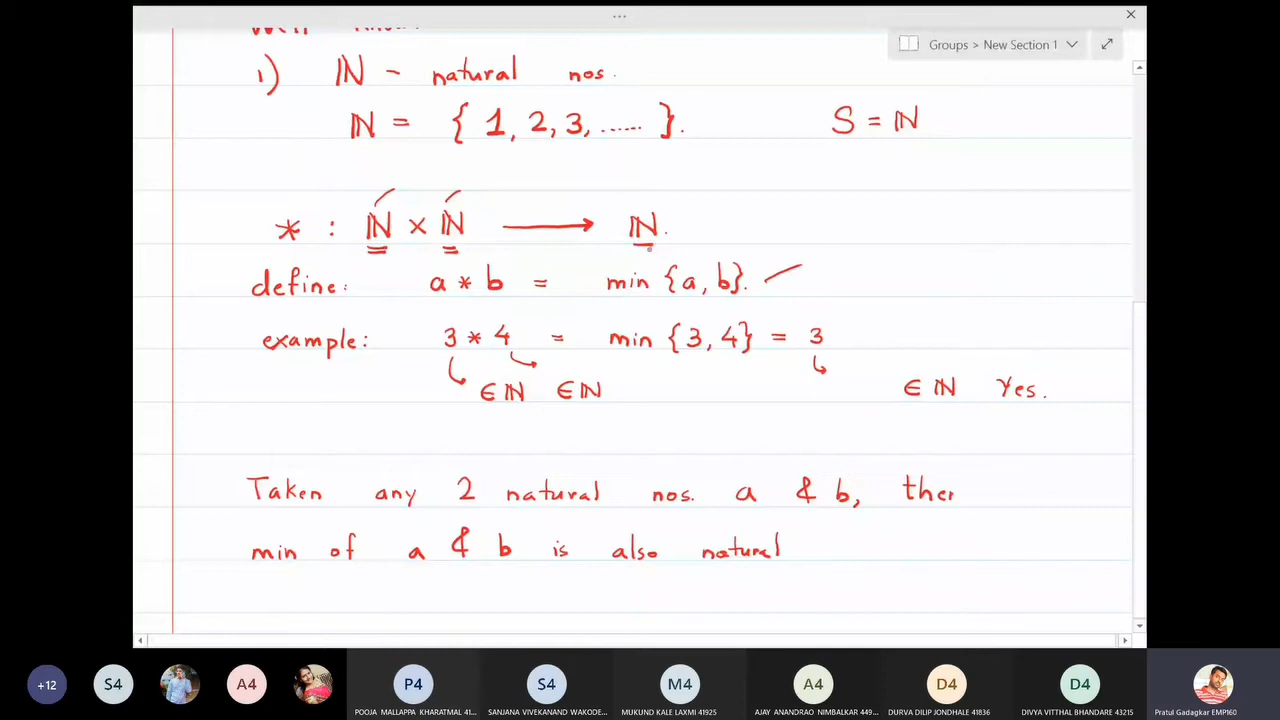 Groups > New Section 1
1) ℕ - natural nos.
ℕ = { 1, 2, 3, ...... }. S = ℕ
* : ℕ × ℕ ⟶ ℕ.
define: a * b = min {a, b}.
example: 3 * 4 = min {3, 4} = 3
∈ ℕ ∈ ℕ ∈ ℕ Yes.
Taken any 2 natural nos. a & b, then
min of a & b is also natural
+12 S4 A4 P4 S4 M4 A4 D4 D4
POOJA MALLAPPA KHARATMAL 41... SANJANA VIVEKANAND WAKODE... MUKUND KALE LAXMI 41925 AJAY ANANDRAO NIMBALKAR 449... DURVA DILIP JONDHALE 41836 DIVYA VITTHAL BHANDARE 43215 Pratul Gadagkar EMP160